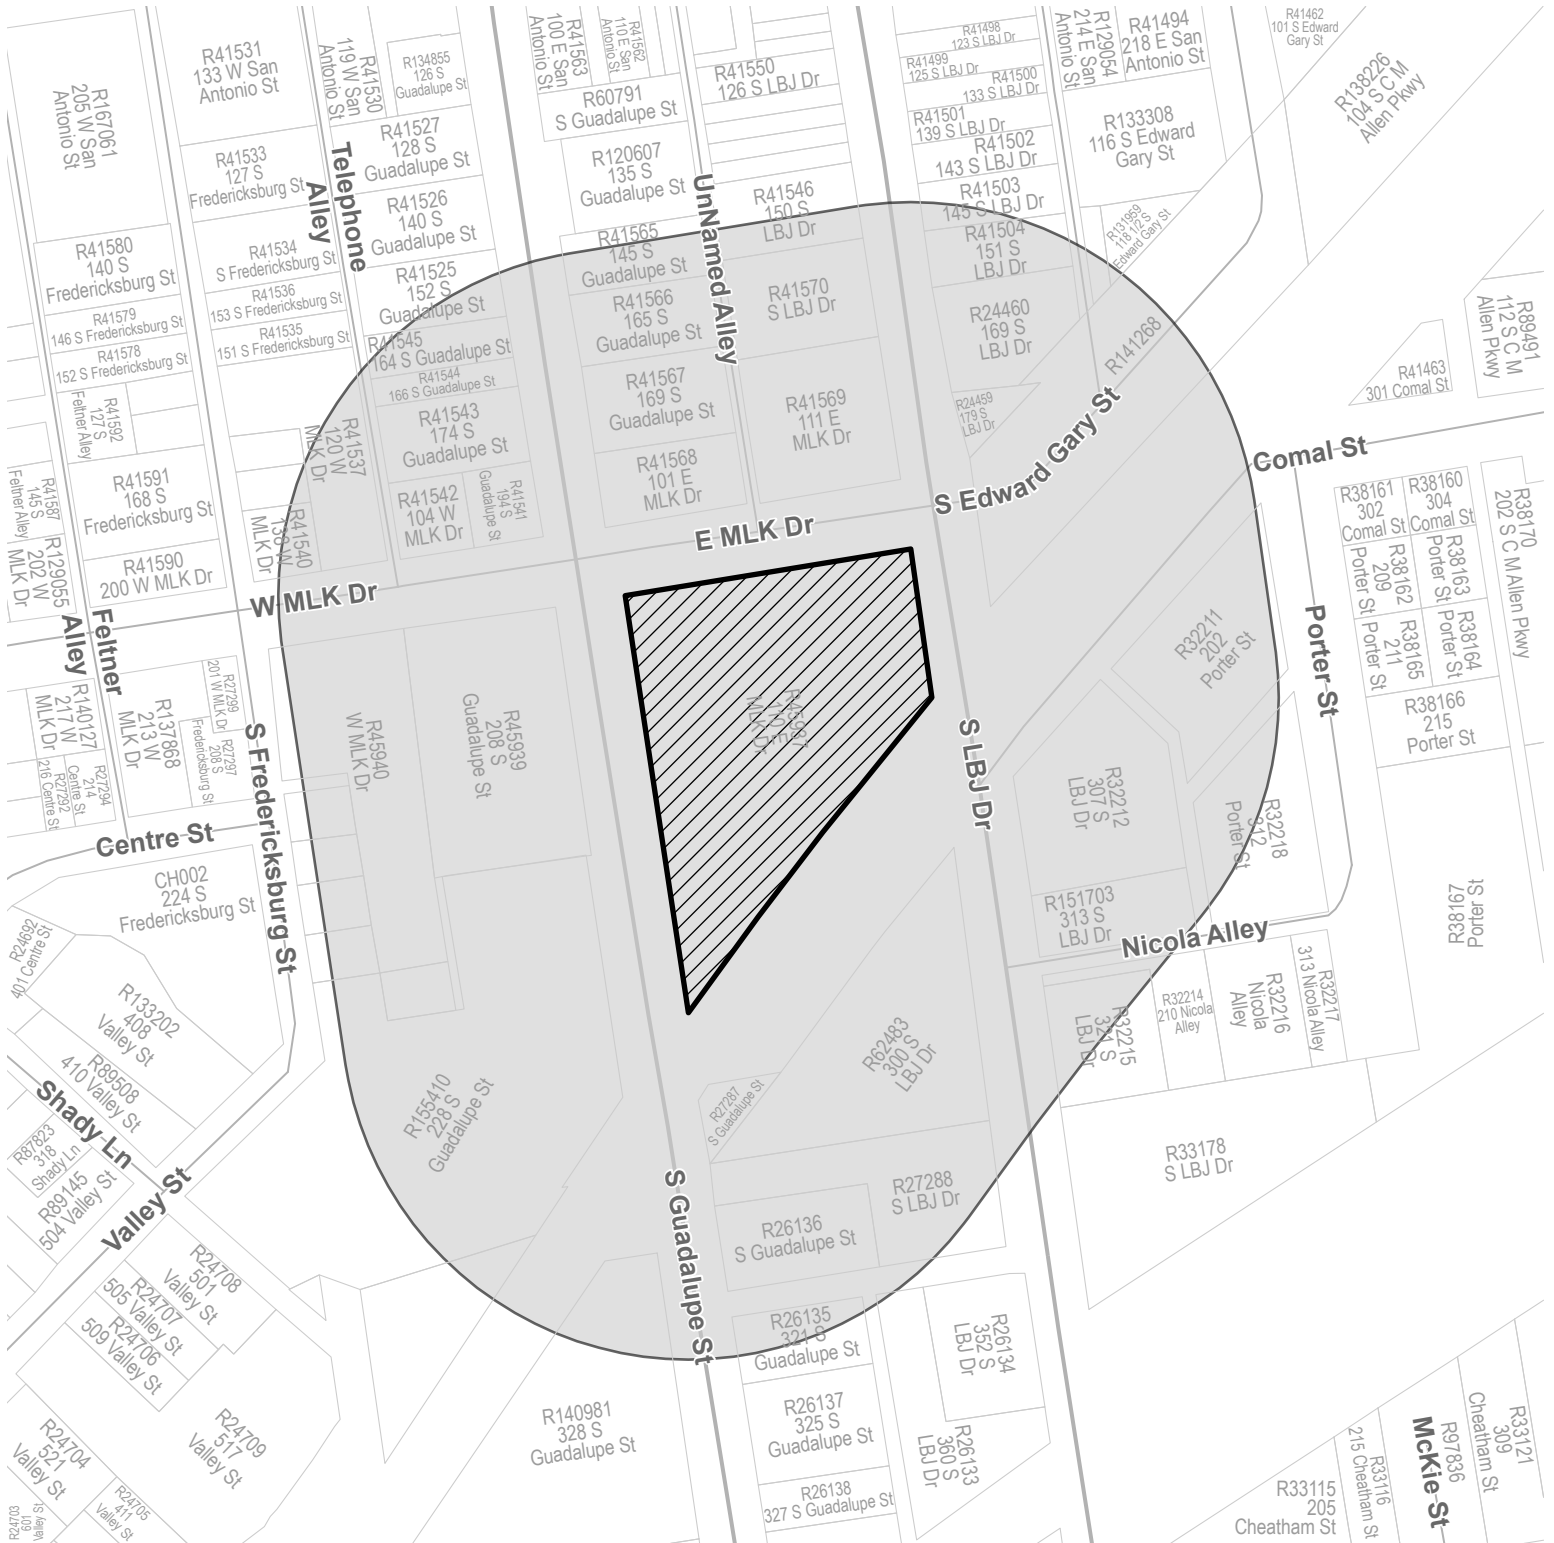 R41531
133 W San
Antonio St
R41530
119 W San
Antonio St
R134855
126 S
Guadalupe St
R41563
100 E San
Antonio St
R41562
110 E San
Antonio St
R41550
126 S LBJ Dr
R41498
123 S LBJ Dr
R41499
125 S LBJ Dr
R41500
133 S LBJ Dr
R129054
214 E San
Antonio St
R41494
218 E San
Antonio St
R41462
101 S Edward
Gary St
R138226
104 S C M
Allen Pkwy
R167061
205 W San
Antonio St
R60791
S Guadalupe St
R41501
139 S LBJ Dr
R41502
143 S LBJ Dr
R133308
116 S Edward
Gary St
R41533
127 S
Fredericksburg St
Telephone
Alley
R41527
128 S
Guadalupe St
R120607
135 S
Guadalupe St
UnNamed Alley
R41546
150 S
LBJ Dr
R41503
145 S LBJ Dr
R41526
140 S
Guadalupe St
R41565
145 S
Guadalupe St
R41504
151 S
LBJ Dr
R131959
118 1/2 S
Edward Gary St
R41580
140 S
Fredericksburg St
R41534
S Fredericksburg St
R41536
153 S Fredericksburg St
R41535
151 S Fredericksburg St
R41525
152 S
Guadalupe St
R41566
165 S
Guadalupe St
R41570
S LBJ Dr
R24460
169 S
LBJ Dr
R141268
R41579
146 S Fredericksburg St
R41578
152 S Fredericksburg St
R41545
164 S Guadalupe St
R41544
166 S Guadalupe St
R41567
169 S
Guadalupe St
R41569
111 E
MLK Dr
R24459
179 S
LBJ Dr
R41463
301 Comal St
R89491
112 S C M
Allen Pkwy
R41592
127 S
Feltner Alley
R41537
120 W
MLK Dr
R41543
174 S
Guadalupe St
R41568
101 E
MLK Dr
S Edward Gary St
Comal St
R41587
145 S
Feltner Alley
R41591
168 S
Fredericksburg St
R41542
104 W
MLK Dr
R41541
194 S
Guadalupe St
E MLK Dr
R38161
302
Comal St
R38160
304
Comal St
R38170
202 S C M Allen Pkwy
R129055
202 W
MLK Dr
R41590
200 W MLK Dr
R41540
138 W
MLK Dr
W MLK Dr
R38162
209
Porter St
R38163
Porter St
Feltner
Alley
R32211
202
Porter St
Porter St
R38165
211
Porter St
R38164
Porter St
R140127
217 W
MLK Dr
R137868
213 W
MLK Dr
R27299
201 W MLK Dr
R27297
208 S
Fredericksburg St
S Fredericksburg St
R45940
W MLK Dr
R45939
208 S
Guadalupe St
R45937
110 E
MLK Dr
S LBJ Dr
R38166
215
Porter St
R27292
216 Centre St
R27294
214
Centre St
R32212
307 S
LBJ Dr
R32218
212
Porter St
Centre St
CH002
224 S
Fredericksburg St
R151703
313 S
LBJ Dr
Nicola Alley
R38167
Porter St
R24692
401 Centre St
R133202
408
Valley St
R32215
321 S
LBJ Dr
R32214
210 Nicola
Alley
R32216
Nicola
Alley
R32217
313 Nicola Alley
R89508
410 Valley St
Shady Ln
R155410
228 S
Guadalupe St
R27287
S Guadalupe St
R62483
300 S
LBJ Dr
R87823
318
Shady Ln
R89145
504 Valley St
Valley St
S Guadalupe St
R27288
S LBJ Dr
R33178
S LBJ Dr
R26136
S Guadalupe St
R24708
501
Valley St
R24707
505 Valley St
R24706
509 Valley St
R26135
321 S
Guadalupe St
R26134
352 S
LBJ Dr
R24709
517
Valley St
R140981
328 S
Guadalupe St
R26137
325 S
Guadalupe St
R26133
360 S
LBJ Dr
R24704
521
Valley St
R24705
411
Valley St
R24703
601
Valley St
R26138
327 S Guadalupe St
R33115
205
Cheatham St
R33116
215 Cheatham St
McKie St
R97836
R33121
309
Cheatham St